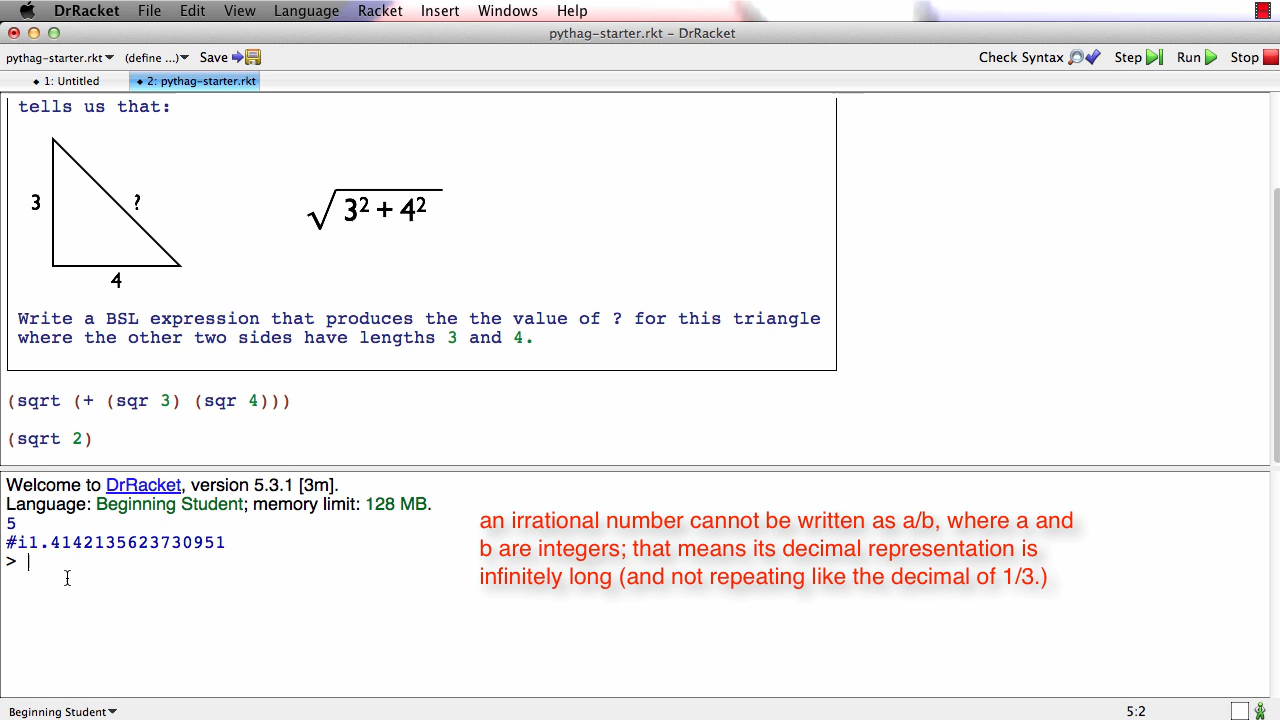 DrRacket File Edit View Language Racket Insert Windows Help
pythag-starter.rkt – DrRacket
pythag-starter.rkt (define ...) Save Check Syntax Step Run Stop
1: Untitled 2: pythag-starter.rkt
tells us that:
3 ? √3² + 4²
4
Write a BSL expression that produces the the value of ? for this triangle
where the other two sides have lengths 3 and 4.
(sqrt (+ (sqr 3) (sqr 4)))
(sqrt 2)
Welcome to DrRacket, version 5.3.1 [3m].
Language: Beginning Student; memory limit: 128 MB.
5
#i1.4142135623730951
>
an irrational number cannot be written as a/b, where a and
b are integers; that means its decimal representation is
infinitely long (and not repeating like the decimal of 1/3.)
Beginning Student 5:2